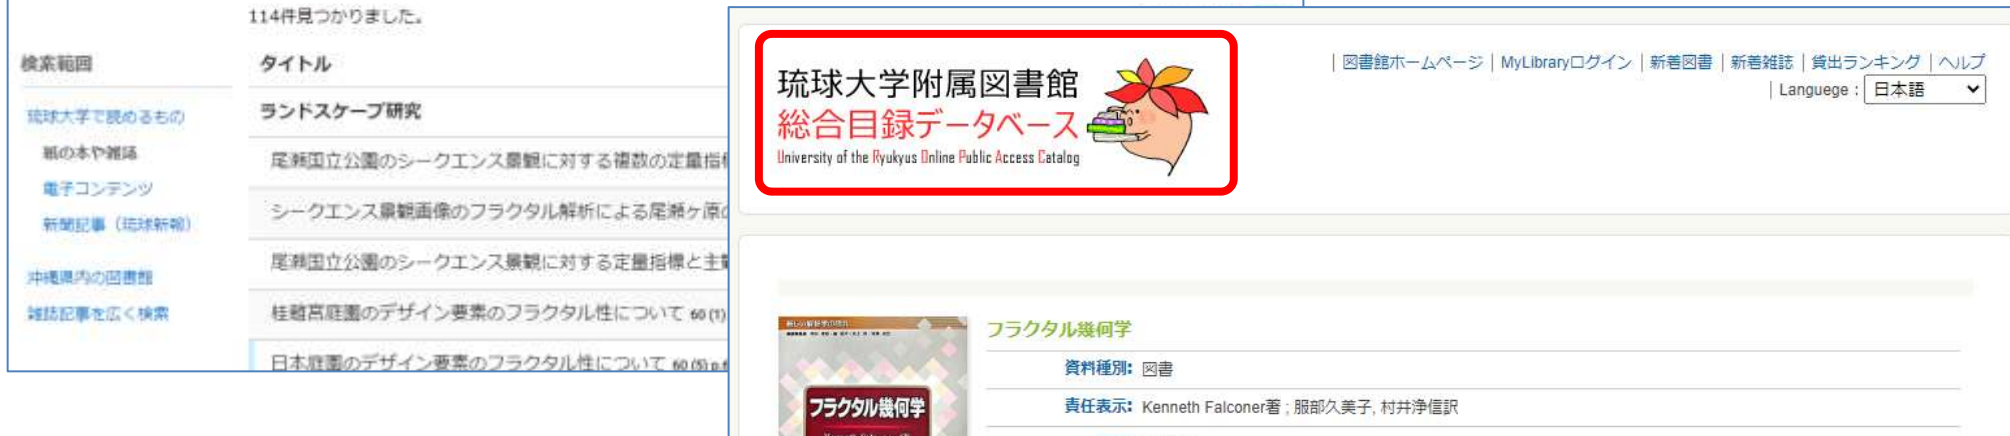 114件見つかりました。
検索範囲
琉球大学で読めるもの
紙の本や雑誌
電子コンテンツ
新聞記事（琉球新報）
沖縄県内の図書館
雑誌記事を広く検索
タイトル
ランドスケープ研究
尾瀬国立公園のシークエンス景観に対する複数の定量指
シークエンス景観画像のフラクタル解析による尾瀬ヶ原
尾瀬国立公園のシークエンス景観に対する定量指標と主
桂離宮庭園のデザイン要素のフラクタル性について 60 (1)
日本庭園のデザイン要素のフラクタル性について 60 (5) p.
琉球大学附属図書館
総合目録データベース
University of the Ryukyus Online Public Access Catalog
| 図書館ホームページ | MyLibraryログイン | 新着図書 | 新着雑誌 | 貸出ランキング | ヘルプ
| Languege : 日本語
フラクタル幾何学
フラクタル幾何学
資料種別: 図書
責任表示: Kenneth Falconer著 ; 服部久美子, 村井浄信訳